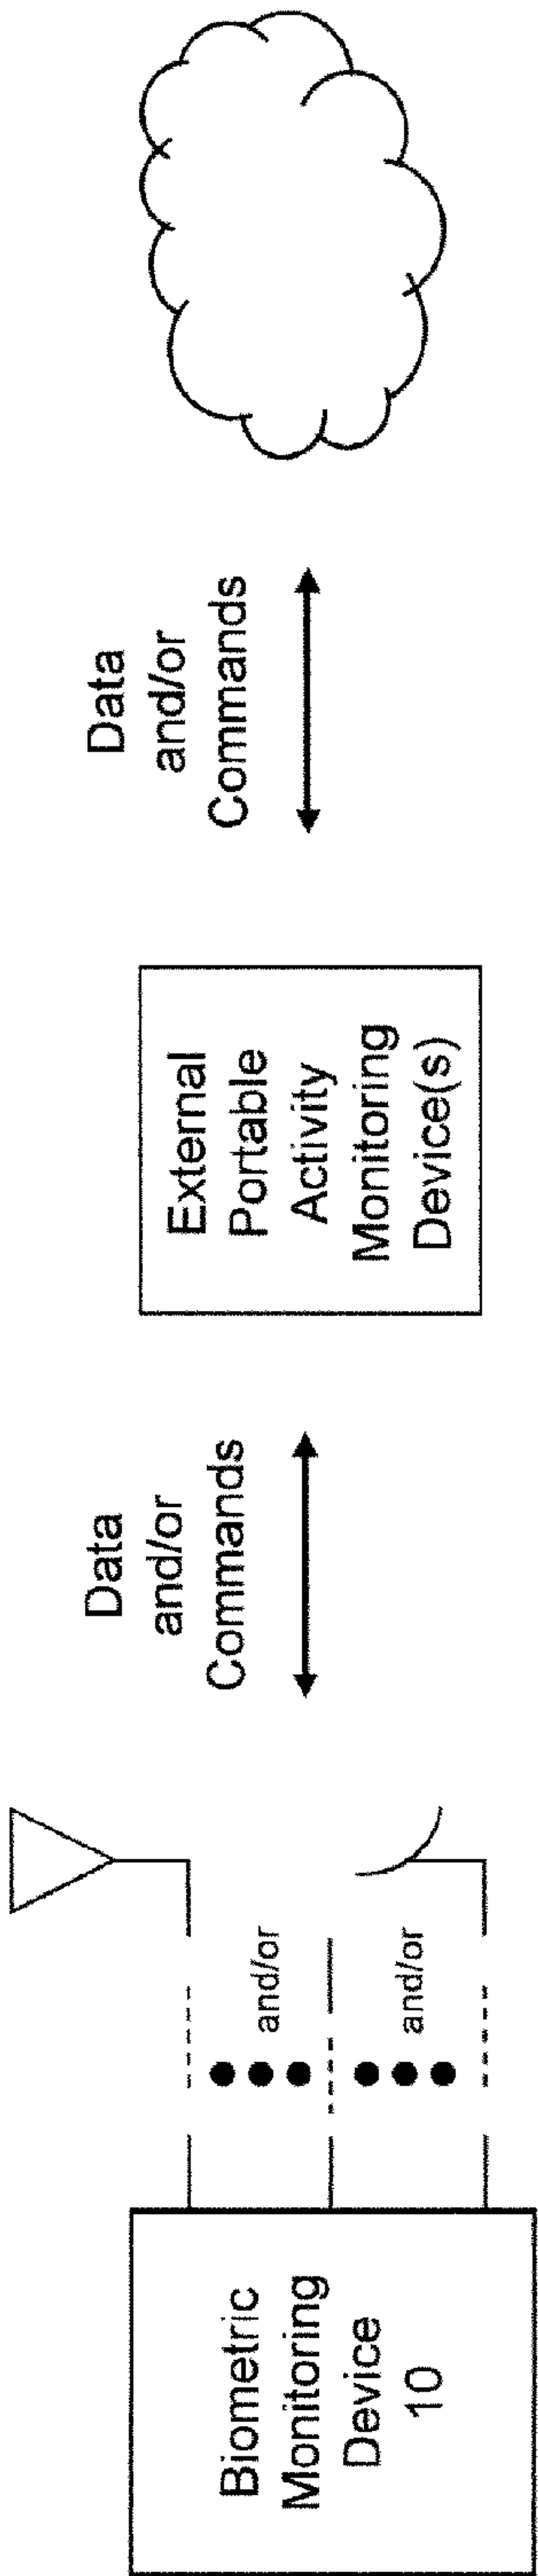 Biometric
Monitoring
Device
10
and/or
and/or
Data
and/or
Commands
External
Portable
Activity
Monitoring
Device(s)
Data
and/or
Commands